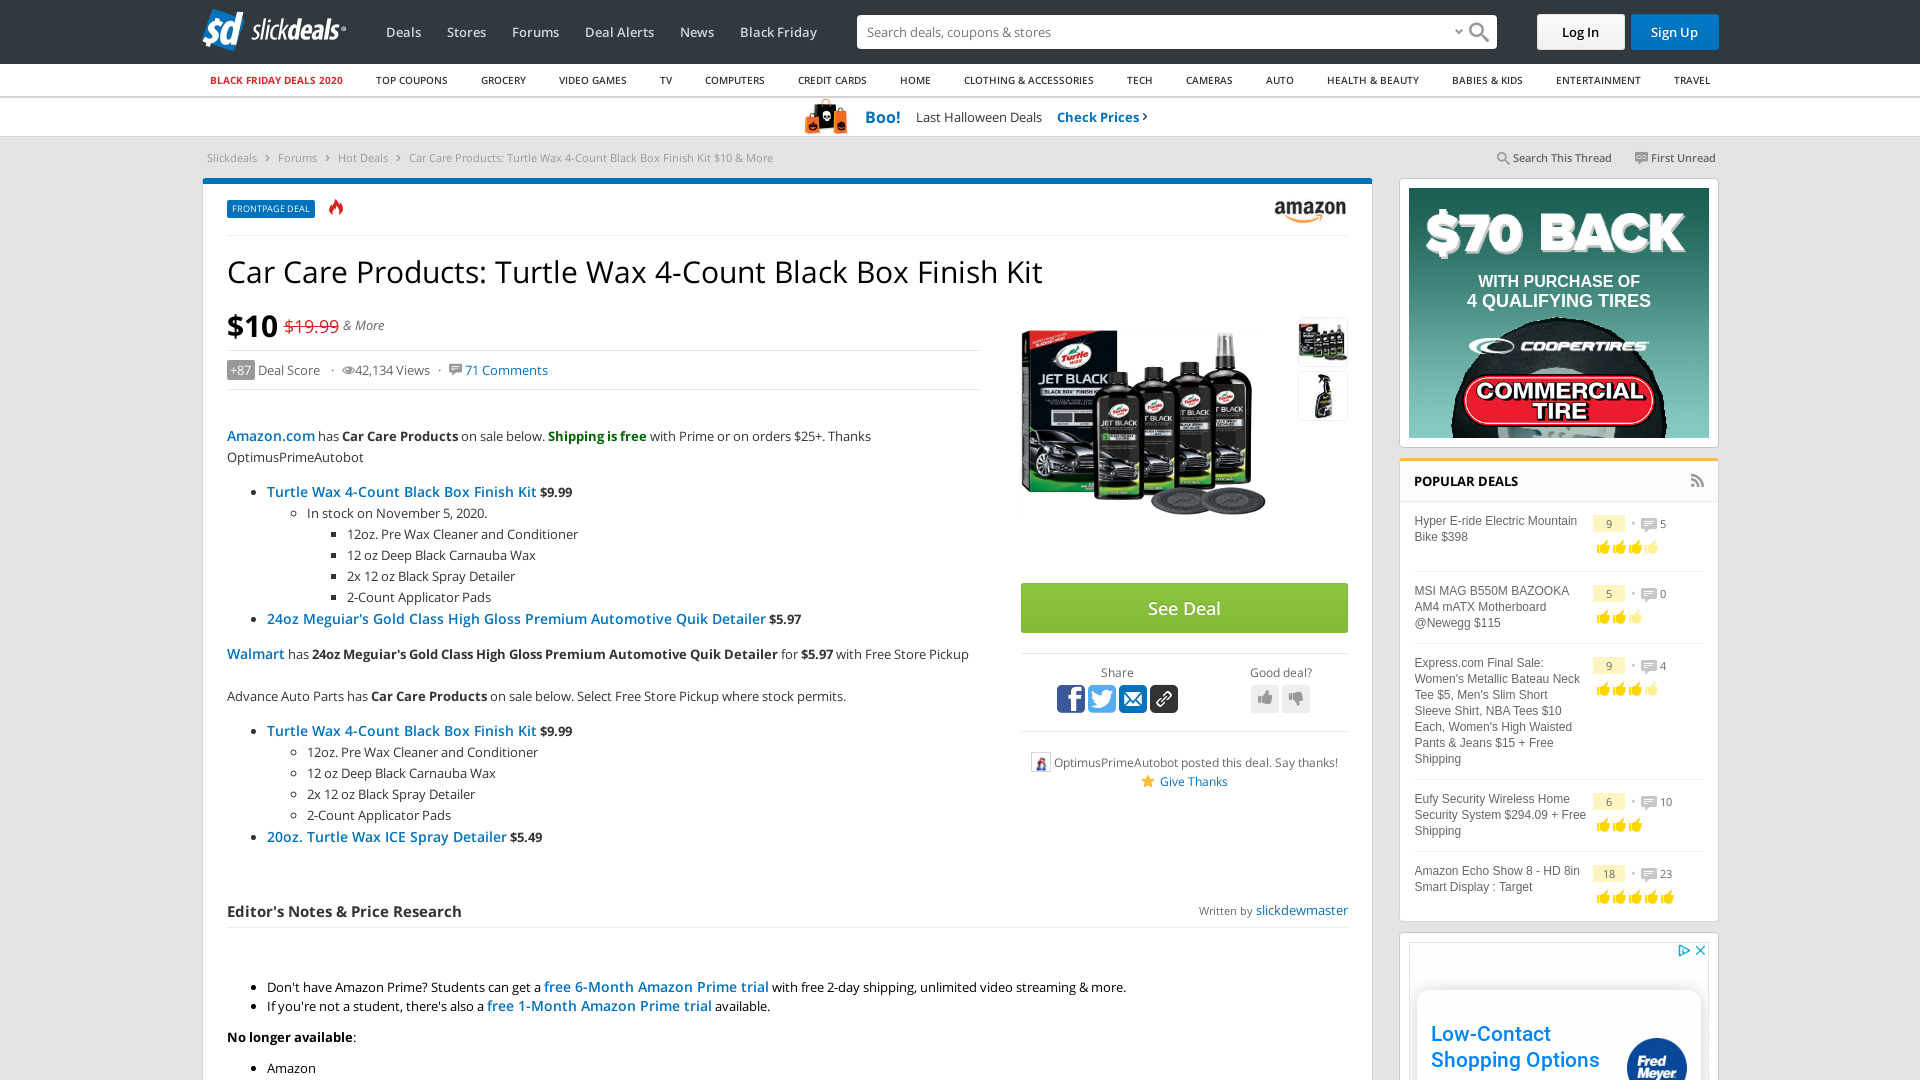 slickdeals
Deals
Stores
Forums
Deal Alerts
News
Black Friday
Search deals, coupons & stores
Log In
Sign Up
BLACK FRIDAY DEALS 2020
TOP COUPONS
GROCERY
VIDEO GAMES
TV
COMPUTERS
CREDIT CARDS
HOME
CLOTHING & ACCESSORIES
TECH
CAMERAS
AUTO
HEALTH & BEAUTY
BABIES & KIDS
ENTERTAINMENT
TRAVEL
Boo! Last Halloween Deals Check Prices
Slickdeals > Forums > Hot Deals > Car Care Products: Turtle Wax 4-Count Black Box Finish Kit $10 & More
Search This Thread
First Unread
FRONTPAGE DEAL
amazon
Car Care Products: Turtle Wax 4-Count Black Box Finish Kit
$10 $19.99 & More
+87 Deal Score · 42,134 Views · 71 Comments
Amazon.com has Car Care Products on sale below. Shipping is free with Prime or on orders $25+. Thanks
OptimusPrimeAutobot
Turtle Wax 4-Count Black Box Finish Kit $9.99
In stock on November 5, 2020.
12oz. Pre Wax Cleaner and Conditioner
12 oz Deep Black Carnauba Wax
2x 12 oz Black Spray Detailer
2-Count Applicator Pads
24oz Meguiar's Gold Class High Gloss Premium Automotive Quik Detailer $5.97
Walmart has 24oz Meguiar's Gold Class High Gloss Premium Automotive Quik Detailer for $5.97 with Free Store Pickup
Advance Auto Parts has Car Care Products on sale below. Select Free Store Pickup where stock permits.
Turtle Wax 4-Count Black Box Finish Kit $9.99
12oz. Pre Wax Cleaner and Conditioner
12 oz Deep Black Carnauba Wax
2x 12 oz Black Spray Detailer
2-Count Applicator Pads
20oz. Turtle Wax ICE Spray Detailer $5.49
Turtle
Wax
JET BLACK
See Deal
Share
Good deal?
OptimusPrimeAutobot posted this deal. Say thanks!
Give Thanks
Editor's Notes & Price Research
Written by slickdewmaster
Don't have Amazon Prime? Students can get a free 6-Month Amazon Prime trial with free 2-day shipping, unlimited video streaming & more.
If you're not a student, there's also a free 1-Month Amazon Prime trial available.
No longer available:
Amazon
$70 BACK
WITH PURCHASE OF
4 QUALIFYING TIRES
COOPERTIRES
COMMERCIAL
TIRE
POPULAR DEALS
Hyper E-ride Electric Mountain
Bike $398
9 • 5
MSI MAG B550M BAZOOKA
AM4 mATX Motherboard
@Newegg $115
5 • 0
Express.com Final Sale:
Women's Metallic Bateau Neck
Tee $5, Men's Slim Short
Sleeve Shirt, NBA Tees $10
Each, Women's High Waisted
Pants & Jeans $15 + Free
Shipping
9 • 4
Eufy Security Wireless Home
Security System $294.09 + Free
Shipping
6 • 10
Amazon Echo Show 8 - HD 8in
Smart Display : Target
18 • 23
Low-Contact
Shopping Options
Fred
Meyer